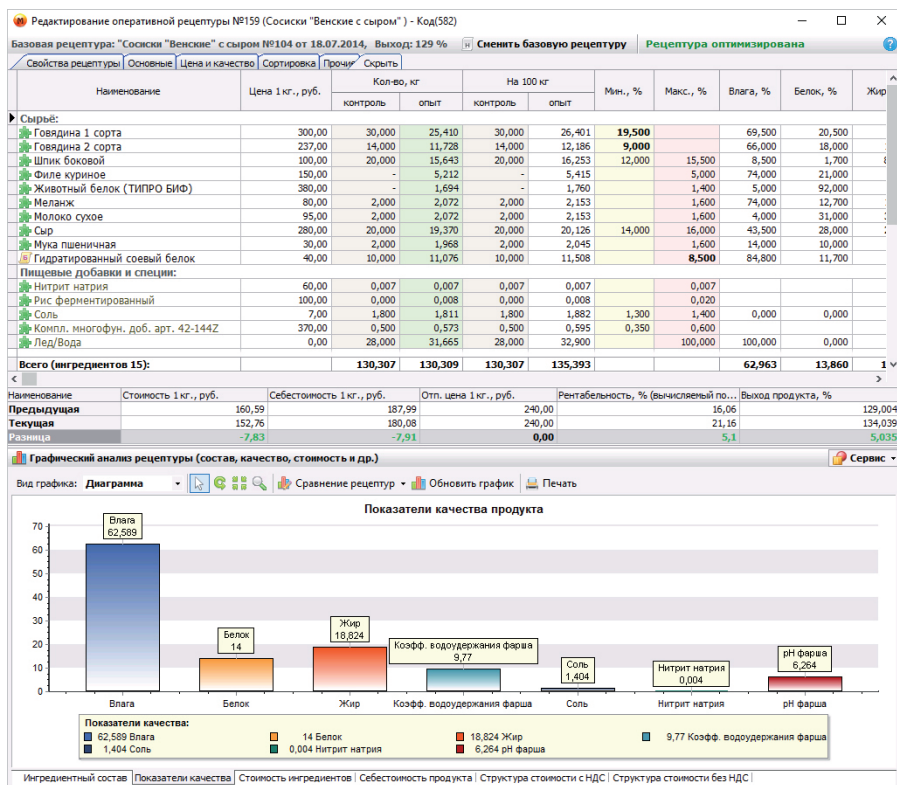 Редактирование оперативной рецептуры №159 (Сосиски "Венские с сыром" ) - Код(582)
Базовая рецептура: "Сосиски "Венские" с сыром №104 от 18.07.2014, Выход: 129 % Сменить базовую рецептуру Рецептура оптимизирована
Свойства рецептуры Основные Цена и качество Сортировка Прочи Скрыть
Наименование Цена 1 кг., руб. Кол-во, кг На 100 кг Мин., % Макс., % Влага, % Белок, % Жир
контроль опыт контроль опыт
Сырьё:
Говядина 1 сорта 300,00 30,000 25,410 30,000 26,401 19,500 69,500 20,500
Говядина 2 сорта 237,00 14,000 11,728 14,000 12,186 9,000 66,000 18,000
Шпик боковой 100,00 20,000 15,643 20,000 16,253 12,000 15,500 8,500 1,700
Филе куриное 150,00 - 5,212 - 5,415 5,000 74,000 21,000
Животный белок (ТИПРО БИФ) 380,00 - 1,694 - 1,760 1,400 5,000 92,000
Меланж 80,00 2,000 2,072 2,000 2,153 1,600 74,000 12,700
Молоко сухое 95,00 2,000 2,072 2,000 2,153 1,600 4,000 31,000
Сыр 280,00 20,000 19,370 20,000 20,126 14,000 16,000 43,500 28,000
Мука пшеничная 30,00 2,000 1,968 2,000 2,045 1,600 14,000 10,000
Гидратированный соевый белок 40,00 10,000 11,076 10,000 11,508 8,500 84,800 11,700
Пищевые добавки и специи:
Нитрит натрия 60,00 0,007 0,007 0,007 0,007 0,007
Рис ферментированный 100,00 0,000 0,008 0,000 0,008 0,020
Соль 7,00 1,800 1,811 1,800 1,882 1,300 1,400 0,000 0,000
Компл. многофун. доб. арт. 42-144Z 370,00 0,500 0,573 0,500 0,595 0,350 0,600
Лед/Вода 0,00 28,000 31,665 28,000 32,900 100,000 100,000 0,000
Всего (ингредиентов 15): 130,307 130,309 130,307 135,393 62,963 13,860 1
Наименование Стоимость 1 кг., руб. Себестоимость 1 кг., руб. Отп. цена 1 кг., руб. Рентабельность, % (вычисляемый по... Выход продукта, %
Предыдущая 160,59 187,99 240,00 16,06 129,004
Текущая 152,76 180,08 240,00 21,16 134,039
Разница -7,83 -7,91 0,00 5,1 5,035
Графический анализ рецептуры (состав, качество, стоимость и др.) Сервис
Вид графика: Диаграмма Сравнение рецептур Обновить график Печать
Показатели качества продукта
70
60
50
40
30
20
10
0
Влага
62,589
Белок
14
Жир
18,824
Коэфф. водоудержания фарша
9,77
Соль
1,404
Нитрит натрия
0,004
pH фарша
6,264
Влага Белок Жир Коэфф. водоудержания фарша Соль Нитрит натрия pH фарша
Показатели качества:
62,589 Влага 14 Белок 18,824 Жир 9,77 Коэфф. водоудержания фарша
1,404 Соль 0,004 Нитрит натрия 6,264 pH фарша
Ингредиентный состав Показатели качества Стоимость ингредиентов Себестоимость продукта Структура стоимости с НДС Структура стоимости без НДС